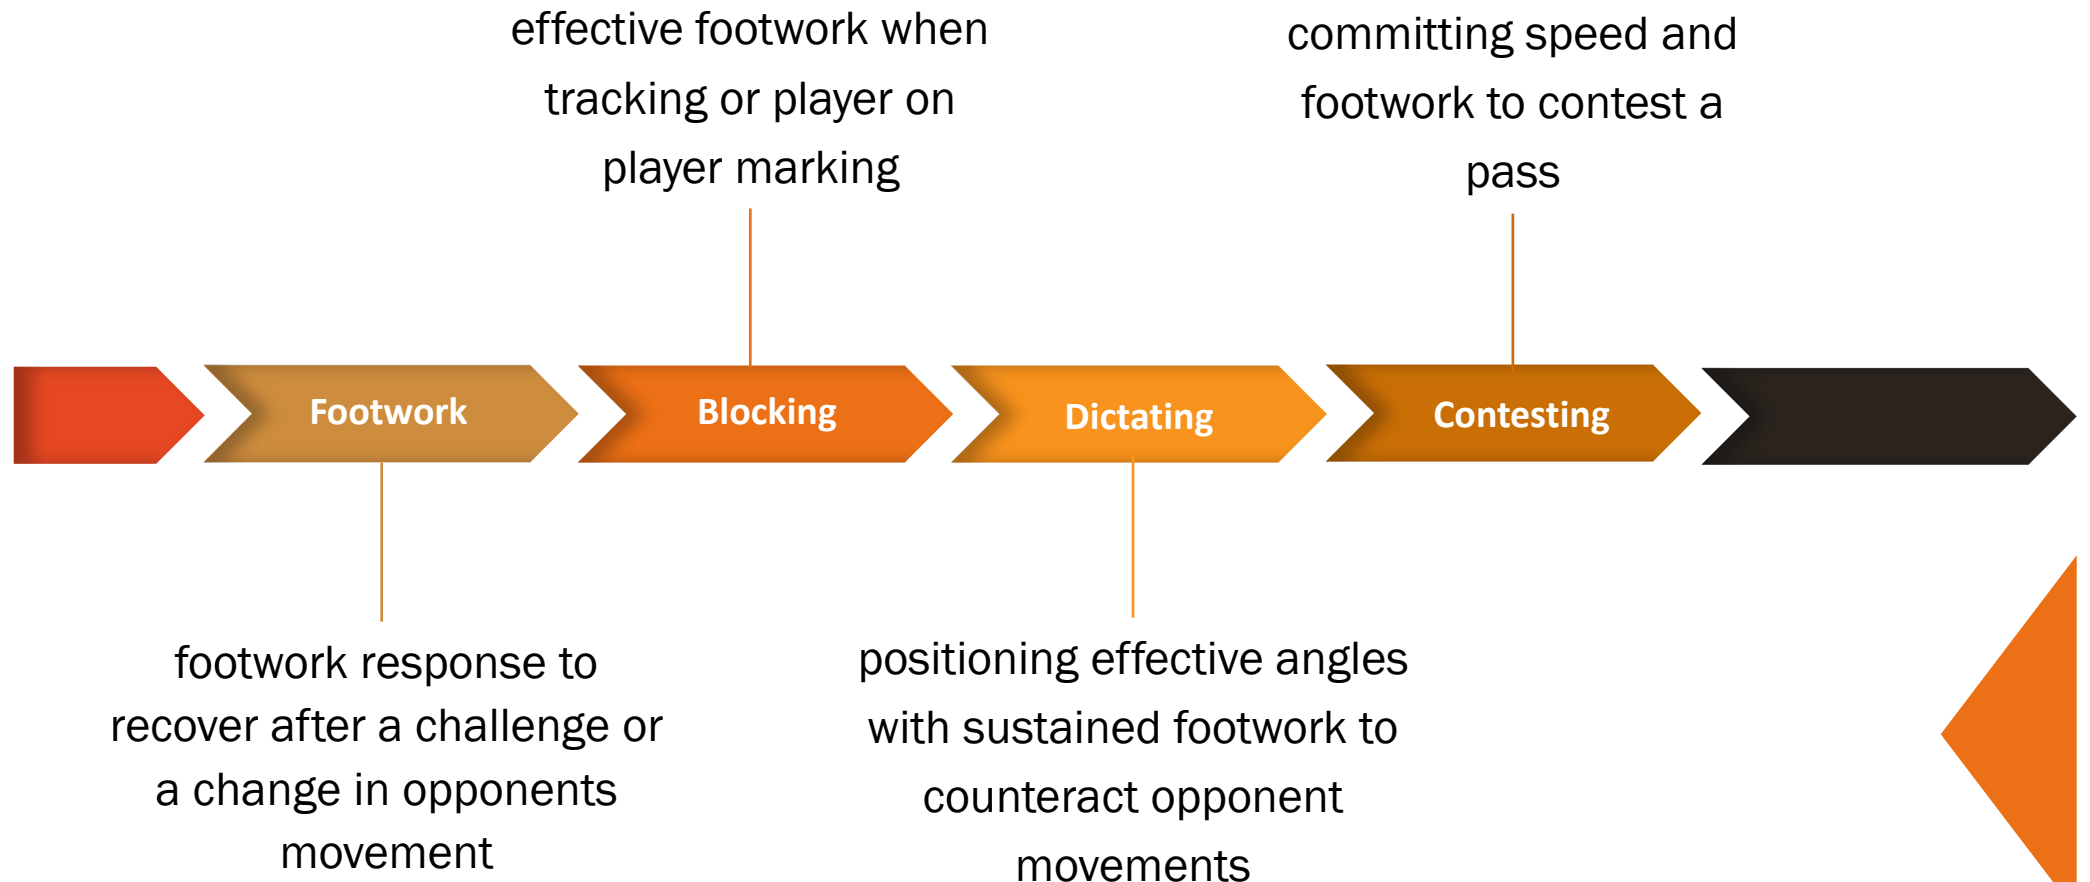 effective footwork when
tracking or player on
player marking
committing speed and
footwork to contest a
pass
Footwork
Blocking
Dictating
Contesting
footwork response to
recover after a challenge or
a change in opponents
movement
positioning effective angles
with sustained footwork to
counteract opponent
movements